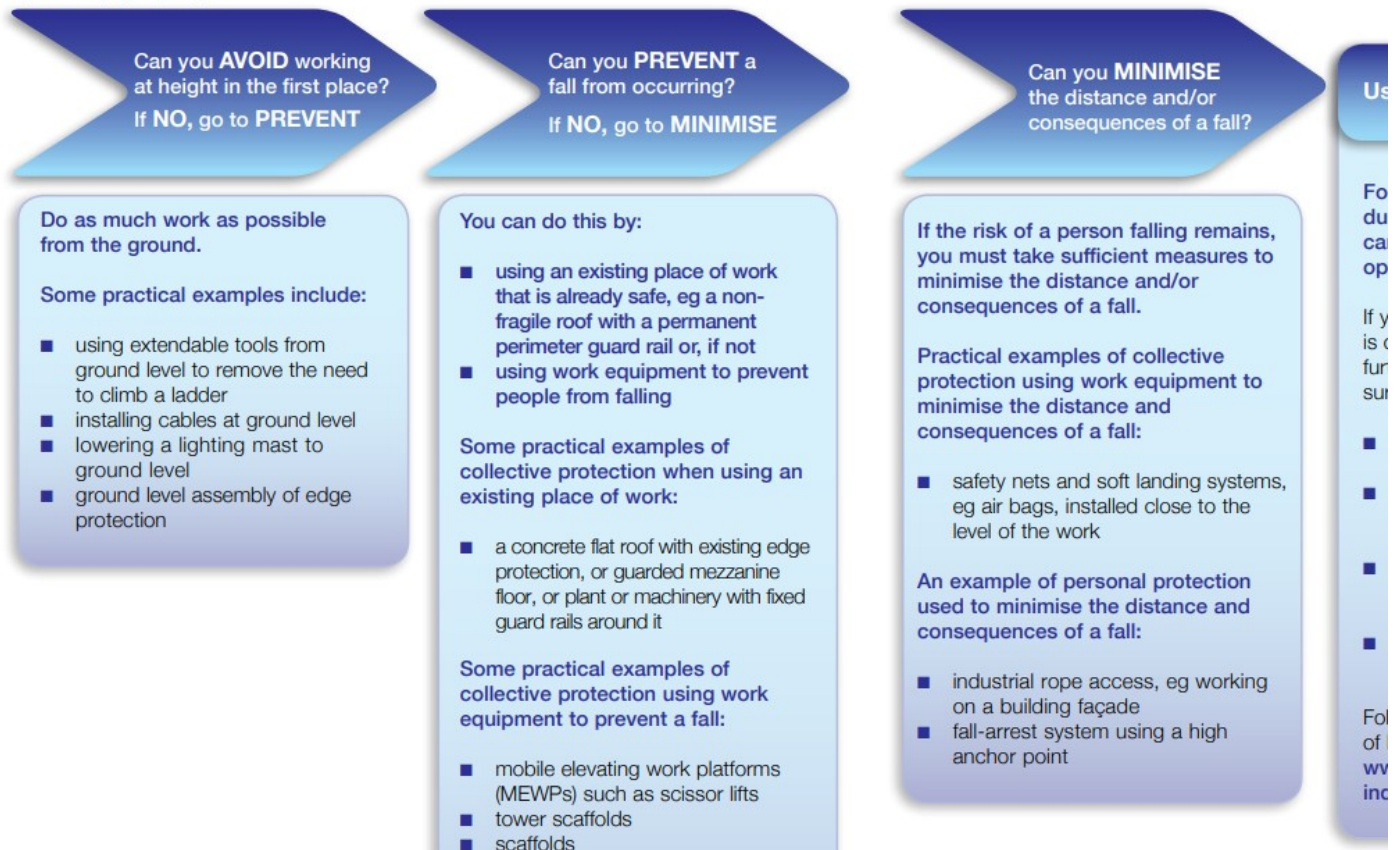 Can you AVOID working
at height in the first place?
If NO, go to PREVENT
Do as much work as possible
from the ground.
Some practical examples include:
■ using extendable tools from
ground level to remove the need
to climb a ladder
■ installing cables at ground level
■ lowering a lighting mast to
ground level
■ ground level assembly of edge
protection
Can you PREVENT a
fall from occurring?
If NO, go to MINIMISE
You can do this by:
■ using an existing place of work
that is already safe, eg a non-
fragile roof with a permanent
perimeter guard rail or, if not
■ using work equipment to prevent
people from falling
Some practical examples of
collective protection when using an
existing place of work:
■ a concrete flat roof with existing edge
protection, or guarded mezzanine
floor, or plant or machinery with fixed
guard rails around it
Some practical examples of
collective protection using work
equipment to prevent a fall:
■ mobile elevating work platforms
(MEWPs) such as scissor lifts
■ tower scaffolds
■ scaffolds
Can you MINIMISE
the distance and/or
consequences of a fall?
If the risk of a person falling remains,
you must take sufficient measures to
minimise the distance and/or
consequences of a fall.
Practical examples of collective
protection using work equipment to
minimise the distance and
consequences of a fall:
■ safety nets and soft landing systems,
eg air bags, installed close to the
level of the work
An example of personal protection
used to minimise the distance and
consequences of a fall:
■ industrial rope access, eg working
on a building façade
■ fall-arrest system using a high
anchor point
If
is
of